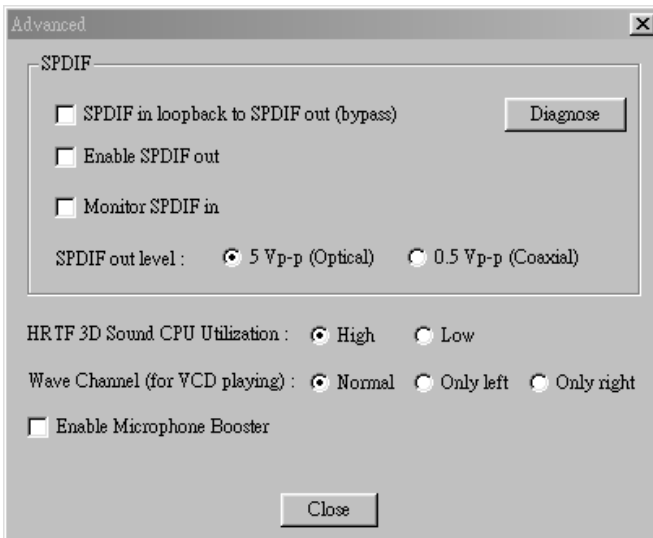 Advanced
SPDIF
SPDIF in loopback to SPDIF out (bypass)
Diagnose
Enable SPDIF out
Monitor SPDIF in
SPDIF out level : 5 Vp-p (Optical) 0.5 Vp-p (Coaxial)
HRTF 3D Sound CPU Utilization : High Low
Wave Channel (for VCD playing) : Normal Only left Only right
Enable Microphone Booster
Close